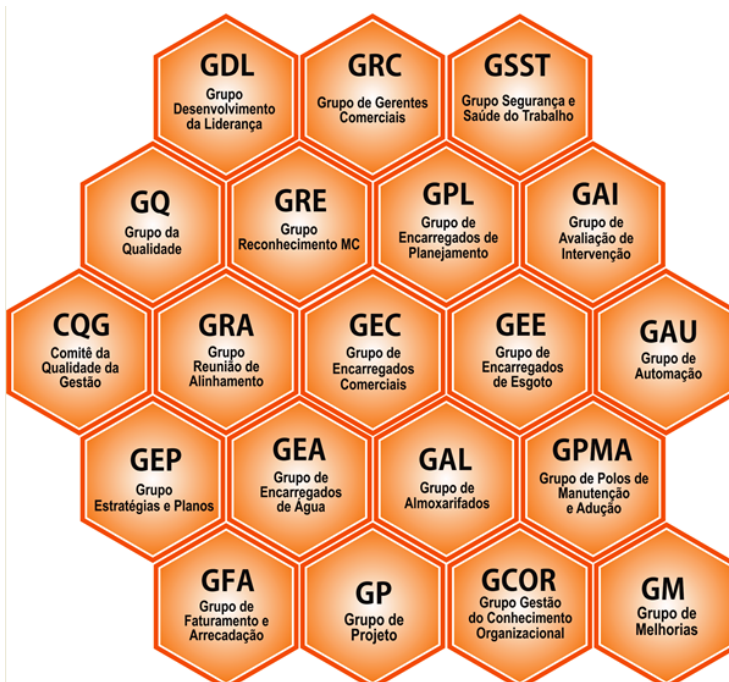 GDL
Grupo
Desenvolvimento
da Liderança
GRC
Grupo de Gerentes
Comerciais
GSST
Grupo Segurança e
Saúde do Trabalho
GQ
Grupo da
Qualidade
GRE
Grupo
Reconhecimento MC
GPL
Grupo de
Encarregados de
Planejamento
GAI
Grupo de
Avaliação de
Intervenção
CQG
Comitê da
Qualidade da
Gestão
GRA
Grupo
Reunião de
Alinhamento
GEC
Grupo de
Encarregados
Comerciais
GEE
Grupo de
Encarregados
de Esgoto
GAU
Grupo de
Automação
GEP
Grupo
Estratégias e Planos
GEA
Grupo de
Encarregados
de Água
GAL
Grupo de
Almoxarifados
GPMA
Grupo de Polos de
Manutenção
e Adução
GFA
Grupo de
Faturamento e
Arrecadação
GP
Grupo de
Projeto
GCOR
Grupo Gestão
do Conhecimento
Organizacional
GM
Grupo de
Melhorias